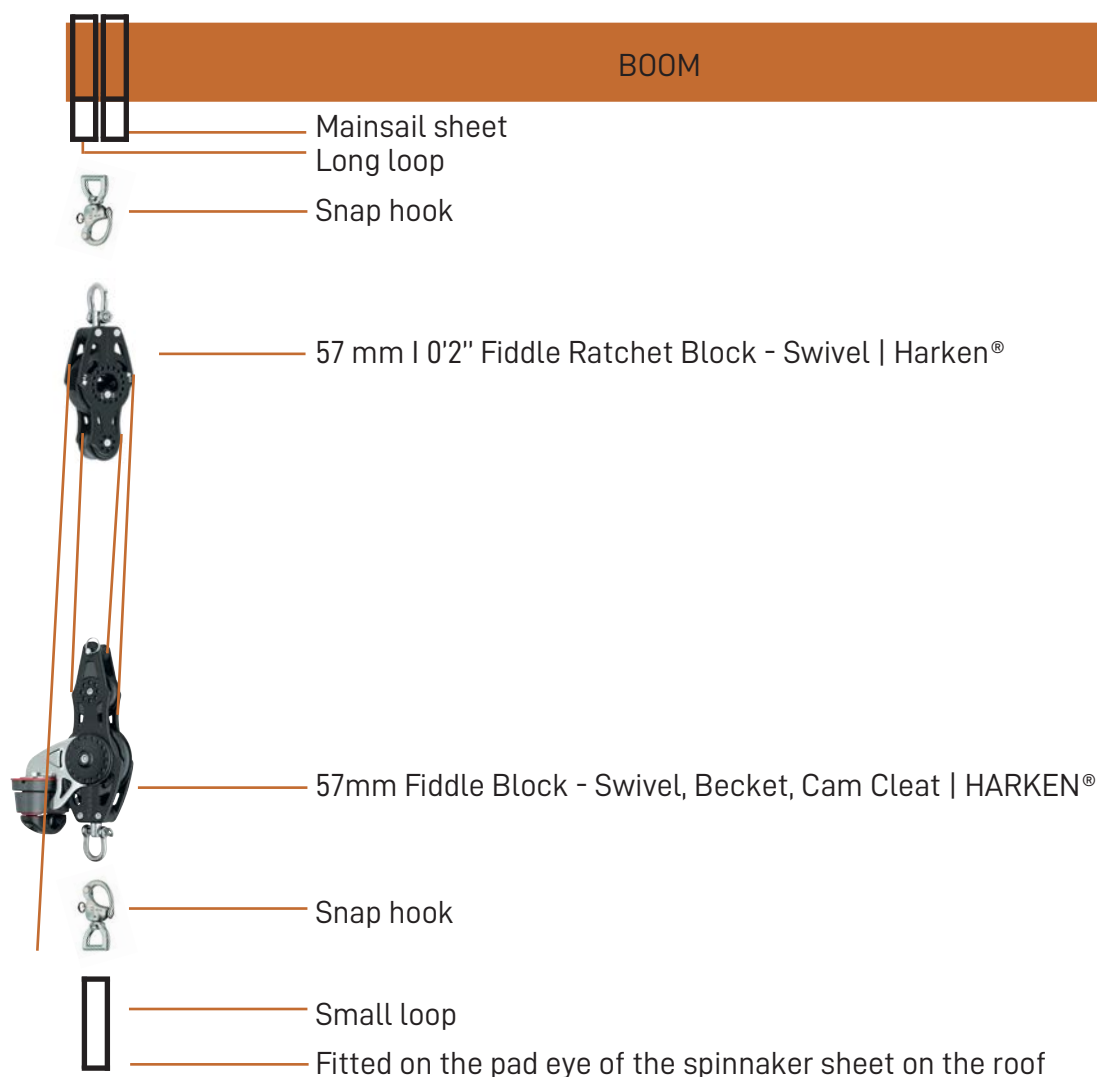 BOOM
Mainsail sheet
Long loop
Snap hook
57 mm I 0'2'' Fiddle Ratchet Block - Swivel | Harken®
57mm Fiddle Block - Swivel, Becket, Cam Cleat | HARKEN®
Snap hook
Small loop
Fitted on the pad eye of the spinnaker sheet on the roof